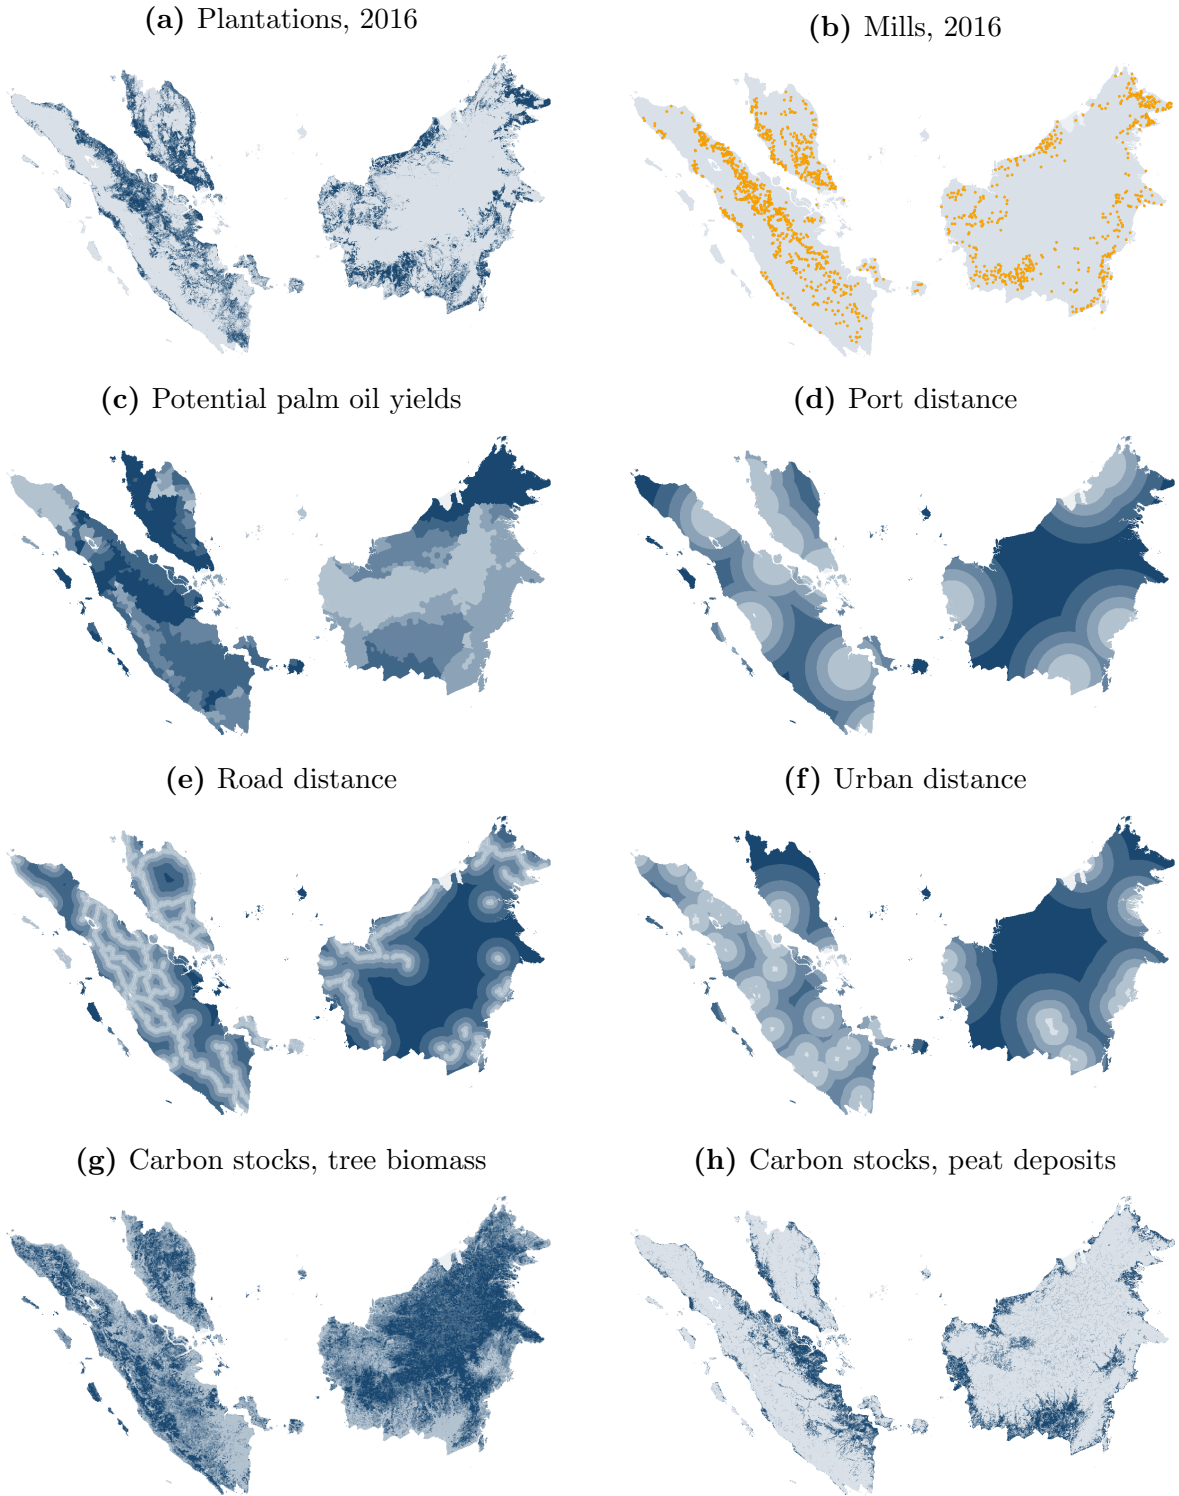 (a) Plantations, 2016
(b) Mills, 2016
(c) Potential palm oil yields
(d) Port distance
(e) Road distance
(f) Urban distance
(g) Carbon stocks, tree biomass
(h) Carbon stocks, peat deposits